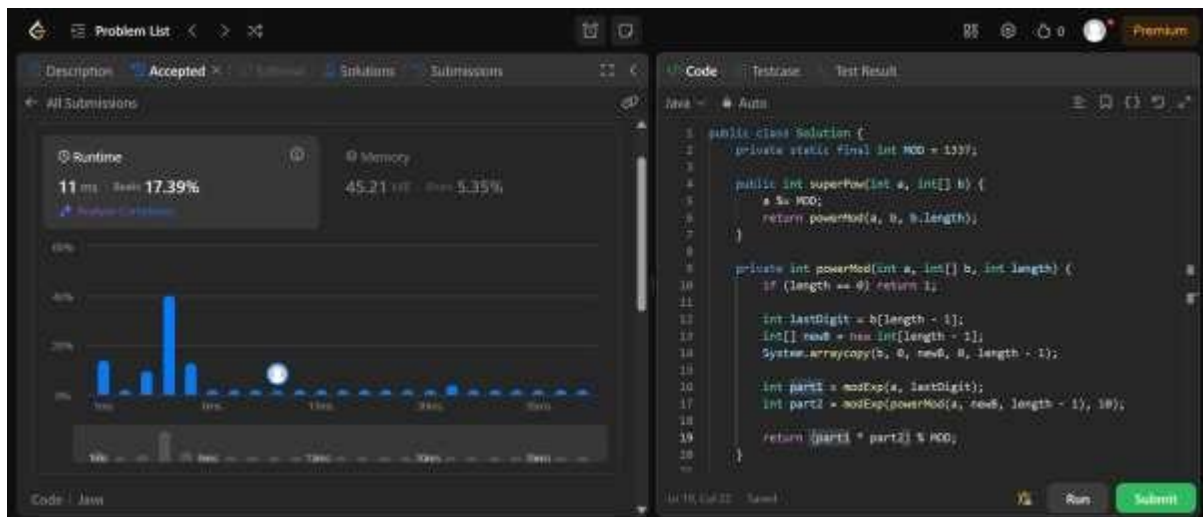 Problem List
0
Premium
Description
Accepted
Solutions
Submissions
Code
Testcase
Test Result
All Submissions
Java
Auto
Runtime
11 ms
Beats 17.39%
Memory
45.21
5.35%
1
2
3
4
5
6
7
8
9
10
11
12
13
14
15
16
17
18
19
20
public class Solution {
private static final int MOD = 1337;
public int superPow(int a, int[] b) {
a %= MOD;
return powerMod(a, b, b.length);
}
private int powerMod(int a, int[] b, int length) {
if (length == 0) return 1;
int lastDigit = b[length - 1];
int[] newB = new int[length - 1];
System.arraycopy(b, 0, newB, 0, length - 1);
int part1 = modExp(a, lastDigit);
int part2 = modExp(powerMod(a, newB, length - 1), 10);
return (part1 * part2) % MOD;
}
40%
20%
0%
Code
Java
Saved
Run
Submit